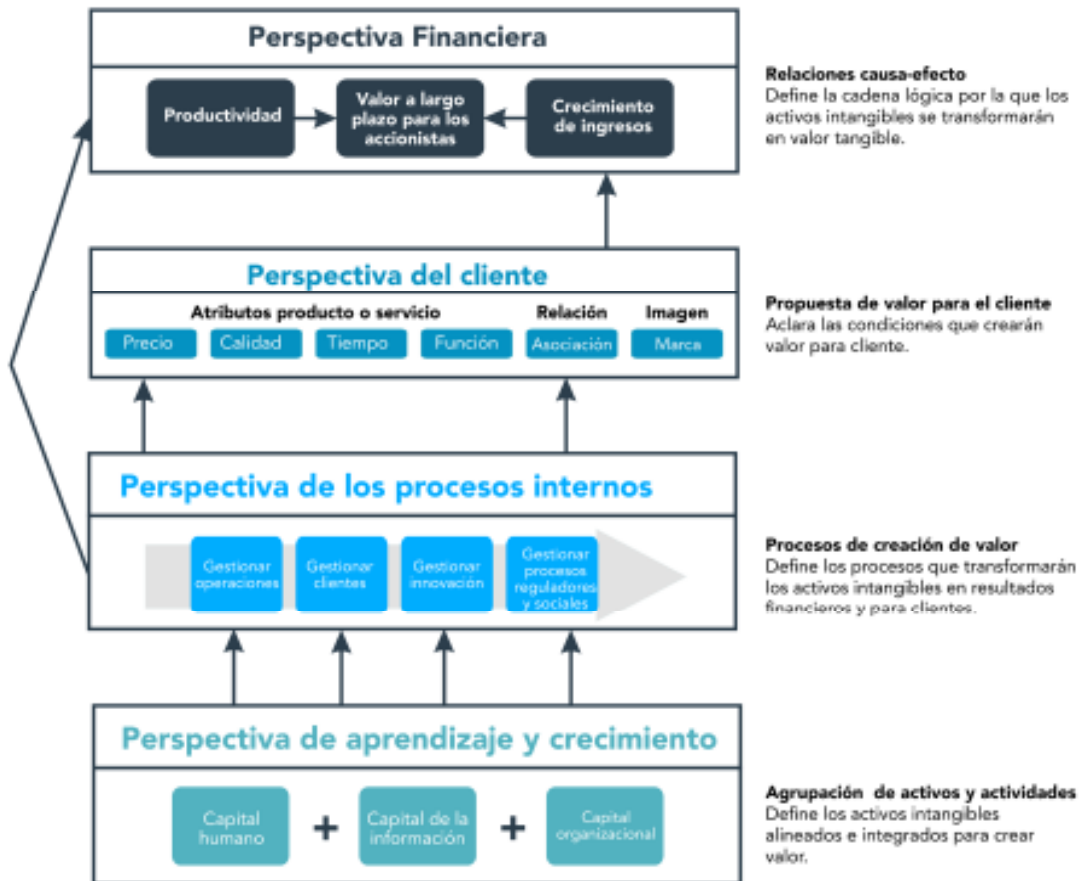 Perspectiva Financiera
Productividad
Valor a largo
plazo para los
accionistas
Crecimiento
de ingresos
Relaciones causa-efecto
Define la cadena lógica por la que los
activos intangibles se transformarán
en valor tangible.
Perspectiva del cliente
Atributos producto o servicio
Relación
Imagen
Precio
Calidad
Tiempo
Función
Asociación
Marca
Propuesta de valor para el cliente
Aclara las condiciones que crearán
valor para cliente.
Perspectiva de los procesos internos
Gestionar
operaciones
Gestionar
clientes
Gestionar
innovación
Gestionar
procesos
reguladores
y sociales
Procesos de creación de valor
Define los procesos que transformarán
los activos intangibles en resultados
financieros y para clientes.
Perspectiva de aprendizaje y crecimiento
Capital
humano
+
Capital de la
información
+
Capital
organizacional
Agrupación de activos y actividades
Define los activos intangibles
alineados e integrados para crear
valor.